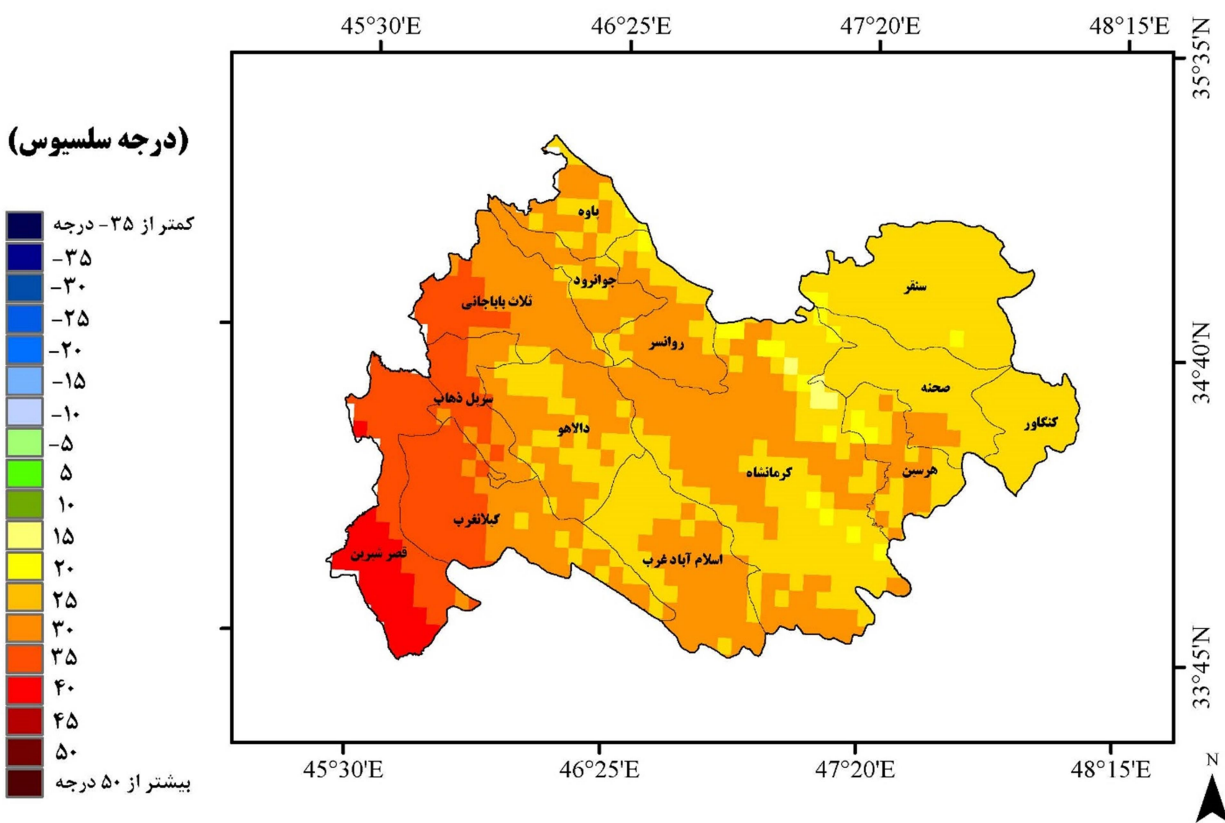 45°30'E 46°25'E 47°20'E 48°15'E
35°35'N
34°40'N
33°45'N
(درجه سلسیوس)
کمتر از ۳۵- درجه
-۳۵
-۳۰
-۲۵
-۲۰
-۱۵
-۱۰
-۵
۵
۱۰
۱۵
۲۰
۲۵
۳۰
۳۵
۴۰
۴۵
۵۰
بیشتر از ۵۰ درجه
پاوه
جوانرود
ثلاث باباجانی
روانسر
سنقر
صحنه
کنگاور
سرپل ذهاب
دالاهو
کرمانشاه
هرسین
گیلانغرب
قصر شیرین
اسلام آباد غرب
45°30'E 46°25'E 47°20'E 48°15'E
N